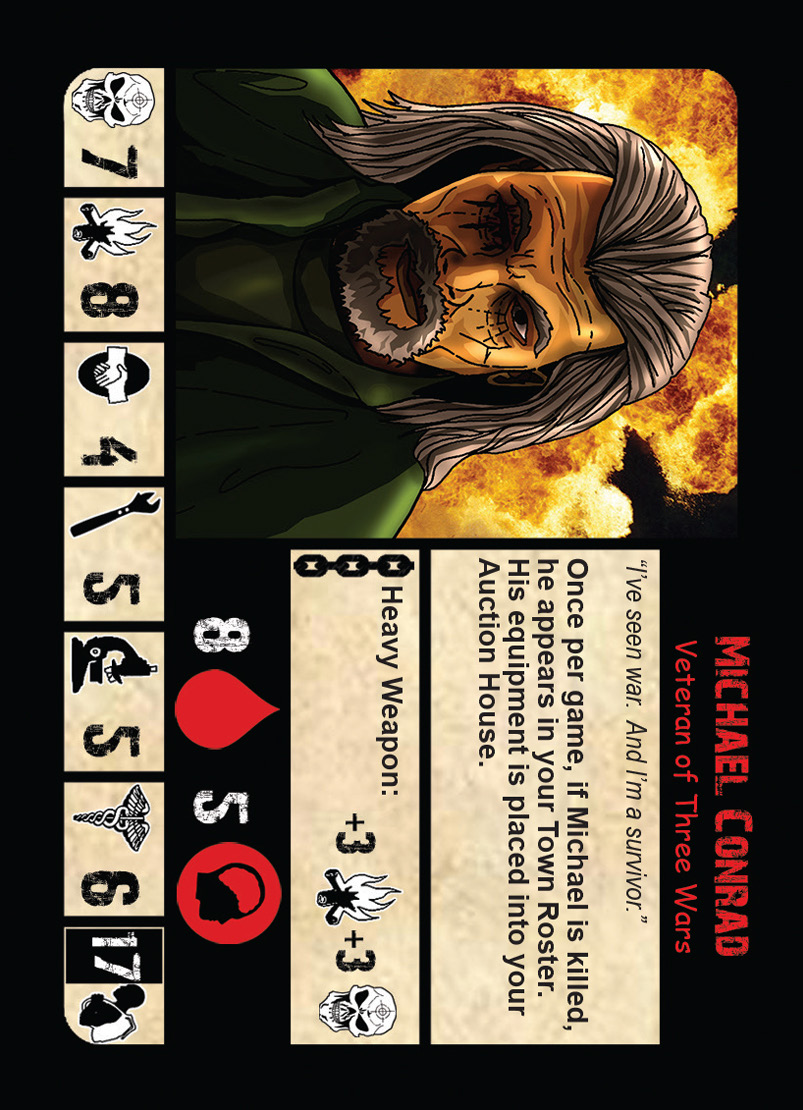 MICHAEL CONRAD
Veteran of Three Wars
“I’ve seen war. And I’m a survivor.”
Once per game, if Michael is killed,
he appears in your Town Roster.
His equipment is placed into your
Auction House.
Heavy Weapon: +3 +3
8 5
7 8 4 5 5 6 17